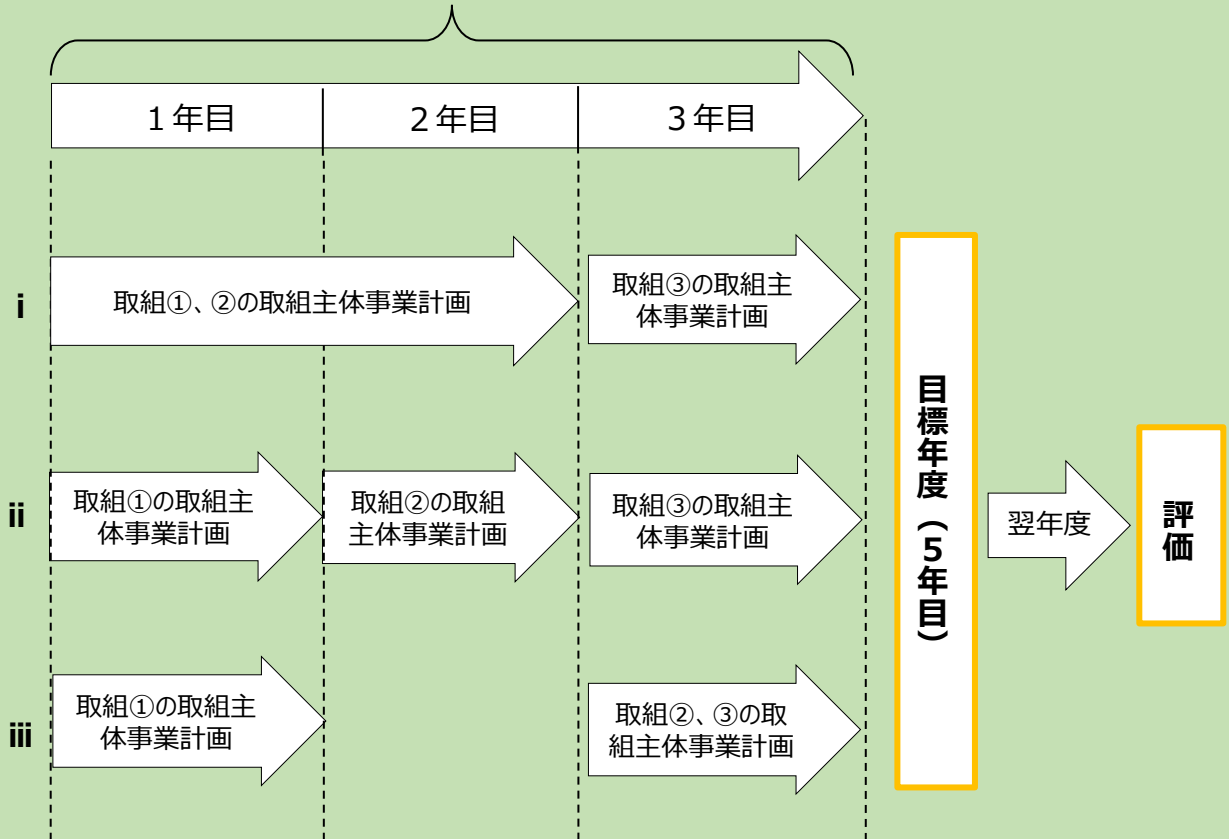 １年目
２年目
３年目
i
取組①、②の取組主体事業計画
取組③の取組主
体事業計画
ii
取組①の取組主
体事業計画
取組②の取組
主体事業計画
取組③の取組主
体事業計画
iii
取組①の取組主
体事業計画
取組②、③の取
組主体事業計画
目標年度（５年目）
翌年度
評価